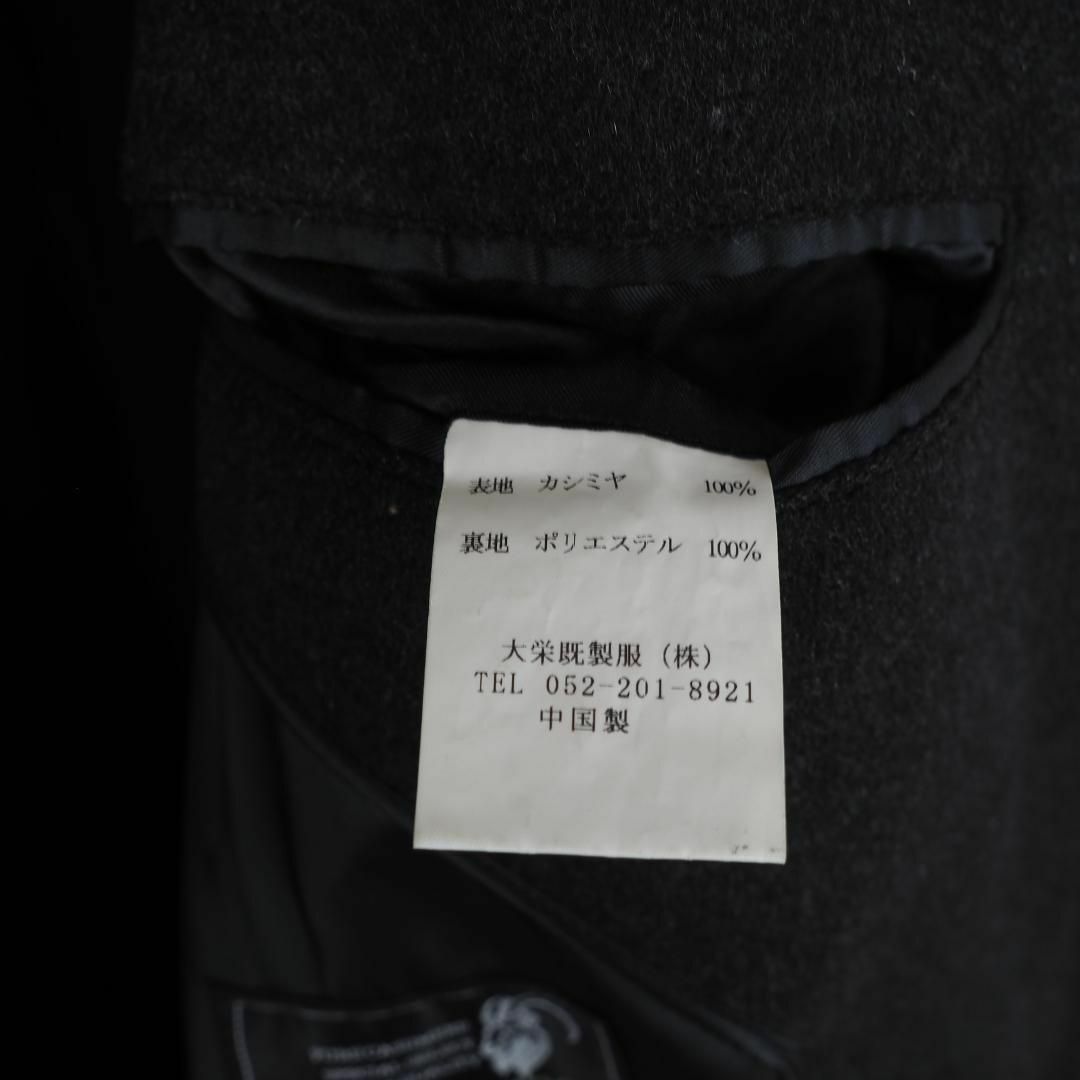 表地 カシミヤ 100%
裏地 ポリエステル 100%
大栄既製服（株）
TEL 052-201-8921
中国製